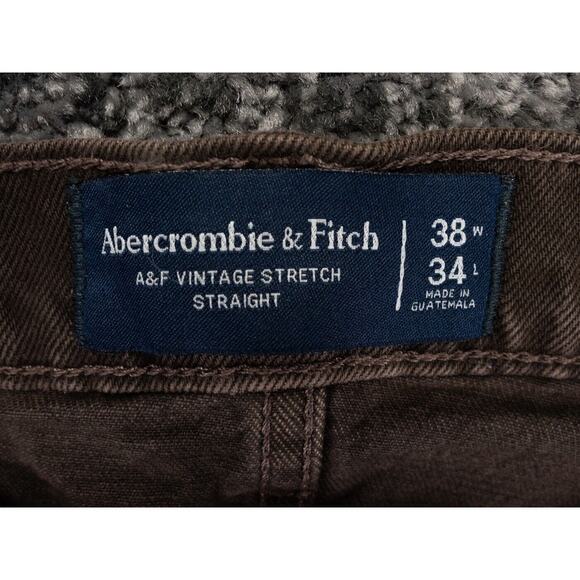 Abercrombie & Fitch
A&F VINTAGE STRETCH
STRAIGHT
38 W
34 L
MADE IN
GUATEMALA